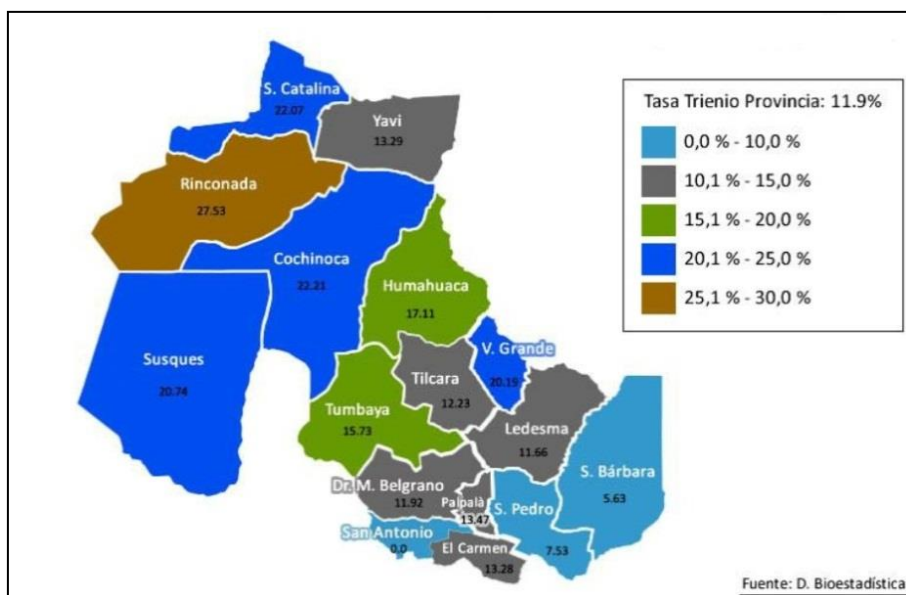 S. Catalina
22.07
Yavi
13.29
Rinconada
27.53
Cochinoca
22.21
Humahuaca
17.11
Susques
20.74
V. Grande
20.19
Tilcara
12.23
Tumbaya
15.73
Ledesma
11.66
S. Bárbara
5.63
Dr. M. Belgrano
11.92
Palpalà
13.47
S. Pedro
7.53
San Antonio
0.0
El Carmen
13.28
Tasa Trienio Provincia: 11.9%
0,0 % - 10,0 %
10,1 % - 15,0 %
15,1 % - 20,0 %
20,1 % - 25,0 %
25,1 % - 30,0 %
Fuente: D. Bioestadística